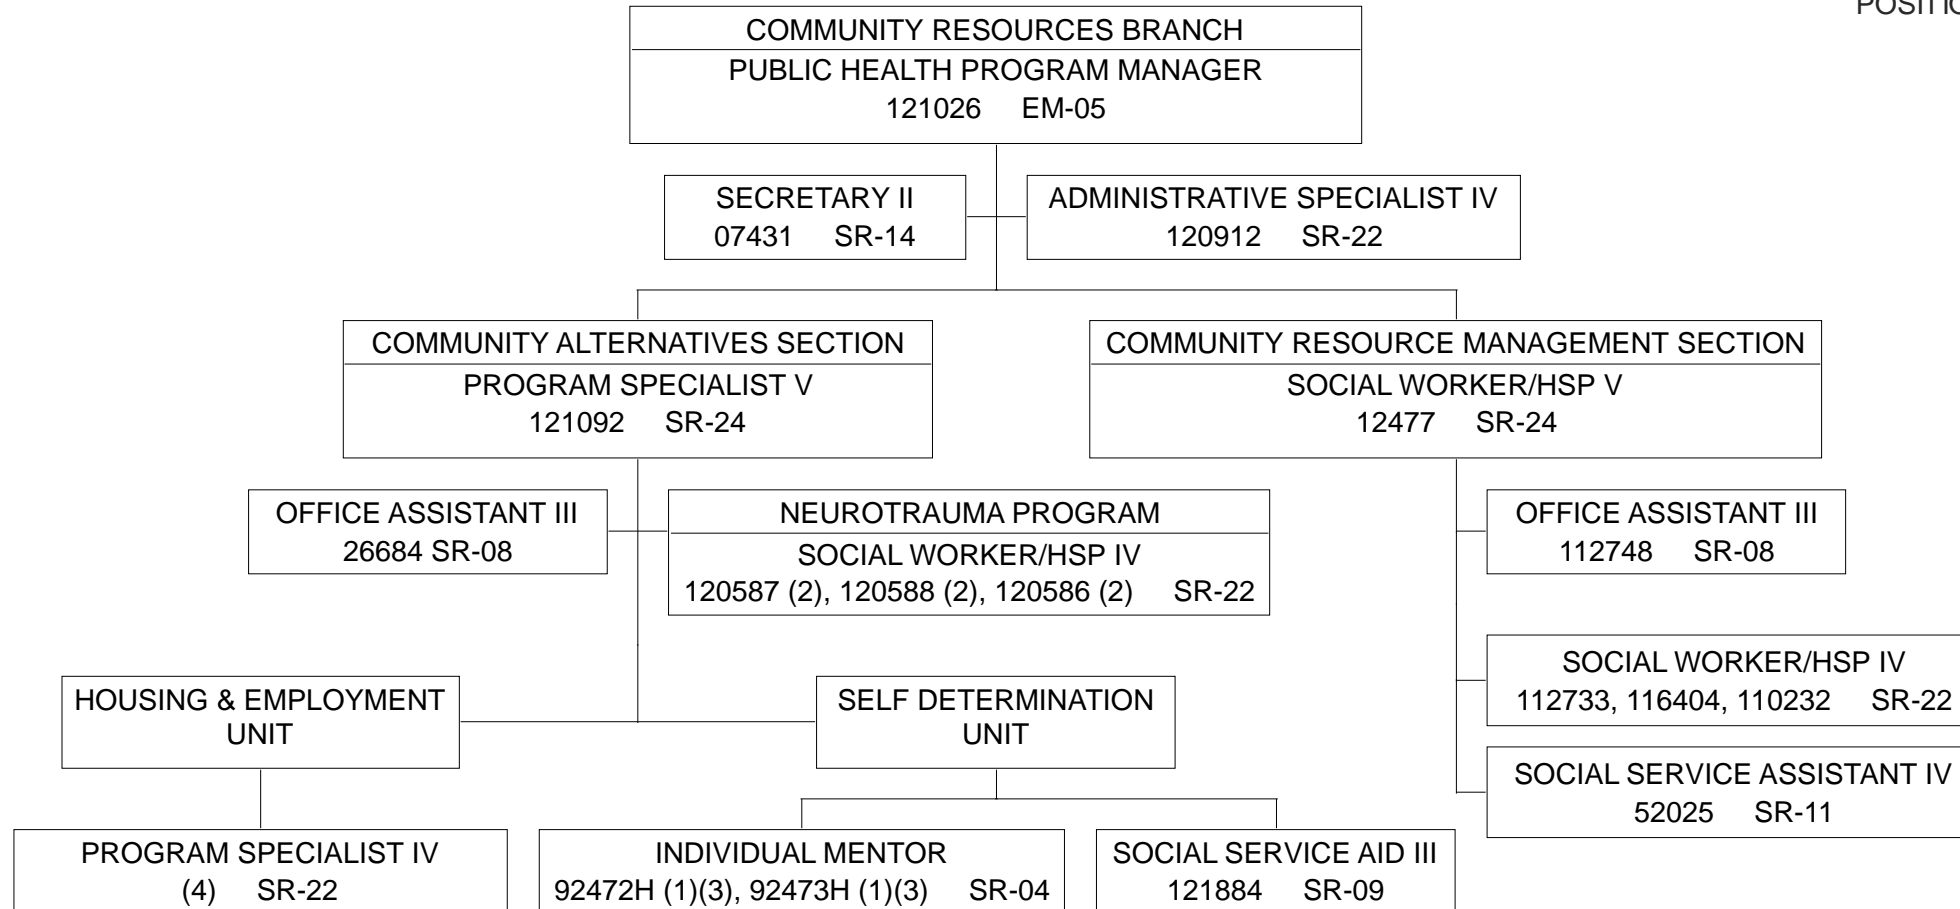 COMMUNITY RESOURCES BRANCH
PUBLIC HEALTH PROGRAM MANAGER
121026 EM-05
SECRETARY II
07431 SR-14
ADMINISTRATIVE SPECIALIST IV
120912 SR-22
COMMUNITY ALTERNATIVES SECTION
PROGRAM SPECIALIST V
121092 SR-24
COMMUNITY RESOURCE MANAGEMENT SECTION
SOCIAL WORKER/HSP V
12477 SR-24
OFFICE ASSISTANT III
26684 SR-08
NEUROTRAUMA PROGRAM
SOCIAL WORKER/HSP IV
120587 (2), 120588 (2), 120586 (2) SR-22
OFFICE ASSISTANT III
112748 SR-08
SOCIAL WORKER/HSP IV
112733, 116404, 110232 SR-22
SOCIAL SERVICE ASSISTANT IV
52025 SR-11
HOUSING & EMPLOYMENT
UNIT
SELF DETERMINATION
UNIT
PROGRAM SPECIALIST IV
(4) SR-22
INDIVIDUAL MENTOR
92472H (1)(3), 92473H (1)(3) SR-04
SOCIAL SERVICE AID III
121884 SR-09